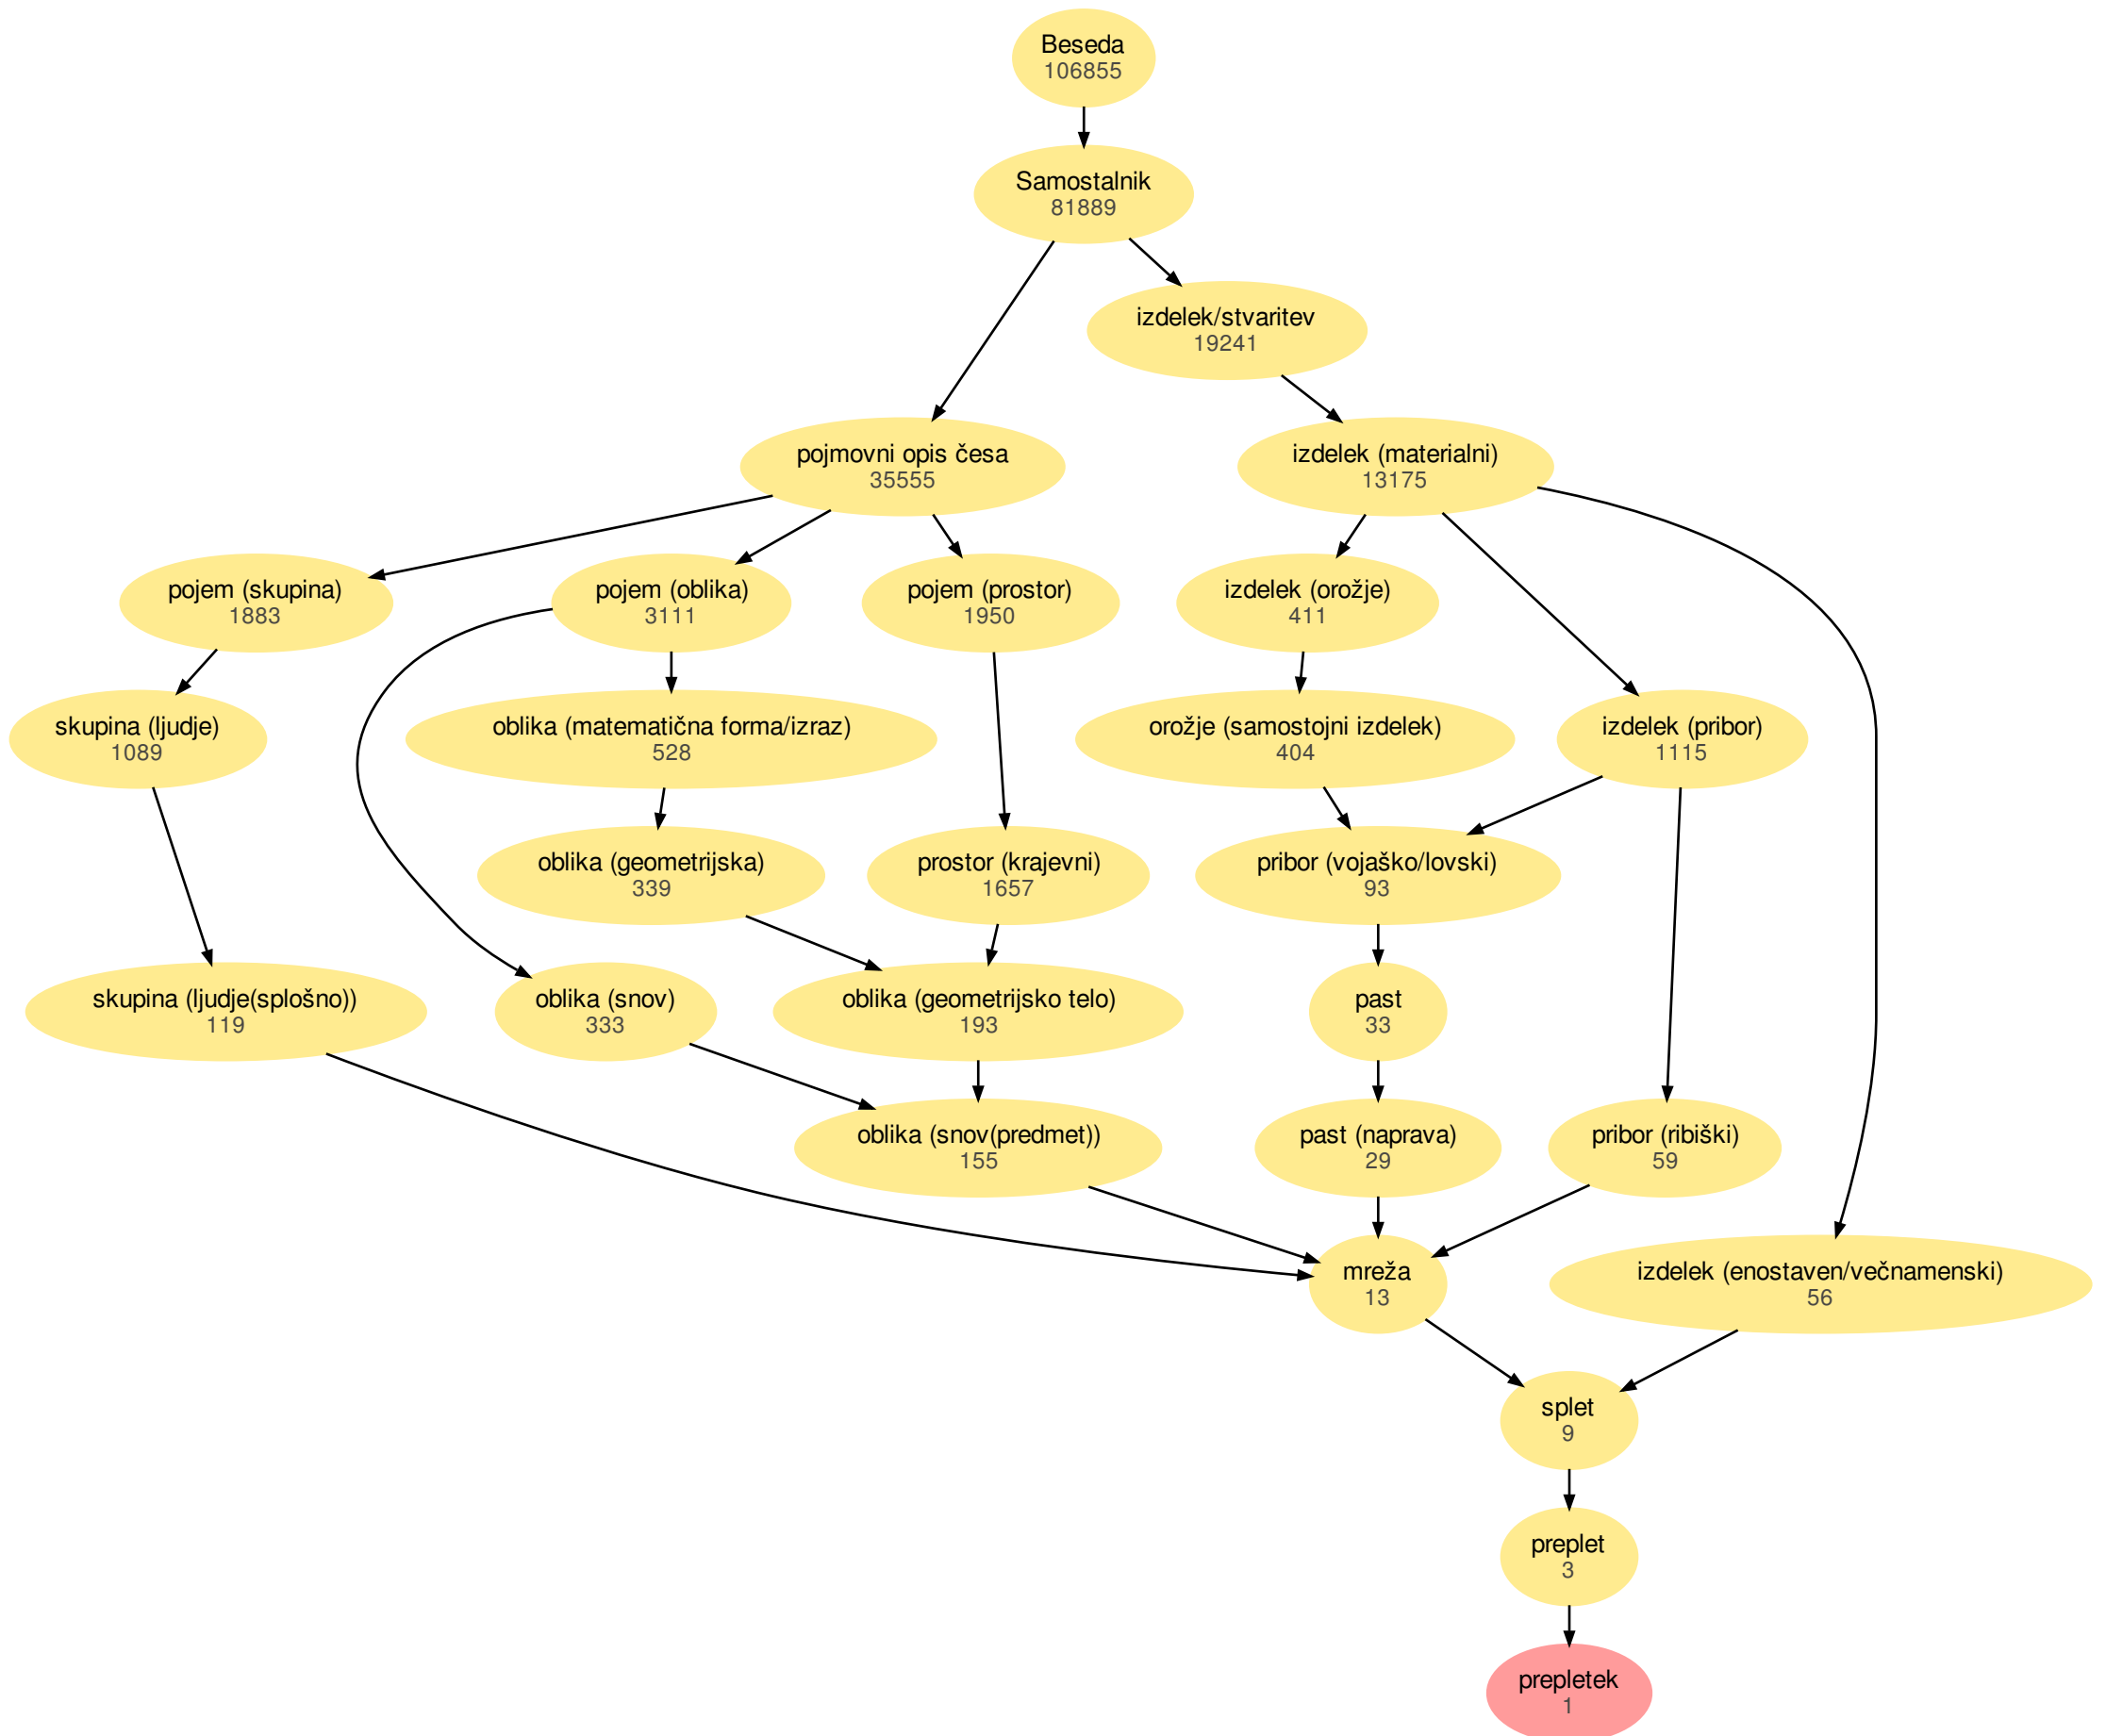 Beseda
106855
Samostalnik
81889
izdelek/stvaritev
19241
pojmovni opis česa
35555
izdelek (materialni)
13175
pojem (skupina)
1883
pojem (oblika)
3111
pojem (prostor)
1950
izdelek (orožje)
411
skupina (ljudje)
1089
oblika (matematična forma/izraz)
528
orožje (samostojni izdelek)
404
izdelek (pribor)
1115
oblika (geometrijska)
339
prostor (krajevni)
1657
pribor (vojaško/lovski)
93
skupina (ljudje(splošno))
119
oblika (snov)
333
oblika (geometrijsko telo)
193
past
33
oblika (snov(predmet))
155
past (naprava)
29
pribor (ribiški)
59
mreža
13
izdelek (enostaven/večnamenski)
56
splet
9
preplet
3
prepletek
1